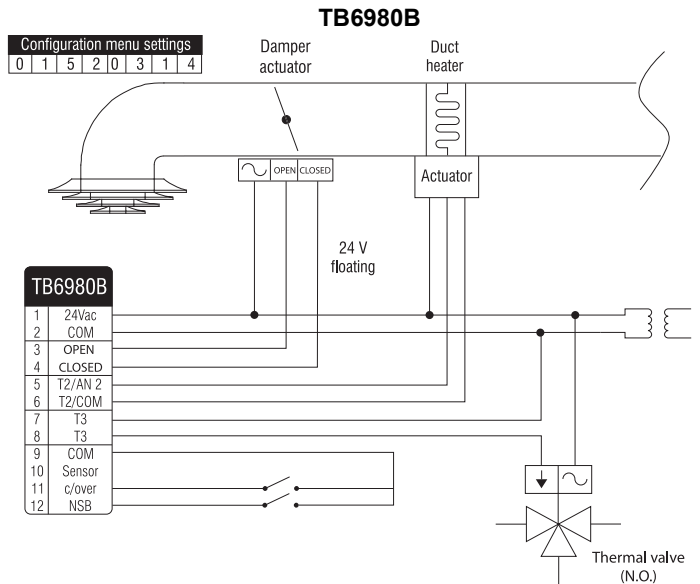 TB6980B
Configuration menu settings
0 1 5 2 0 3 1 4
Damper
actuator
Duct
heater
OPEN CLOSED
Actuator
24 V
floating
TB6980B
1 24Vac
2 COM
3 OPEN
4 CLOSED
5 T2/AN 2
6 T2/COM
7 T3
8 T3
9 COM
10 Sensor
11 c/over
12 NSB
Thermal valve
(N.O.)